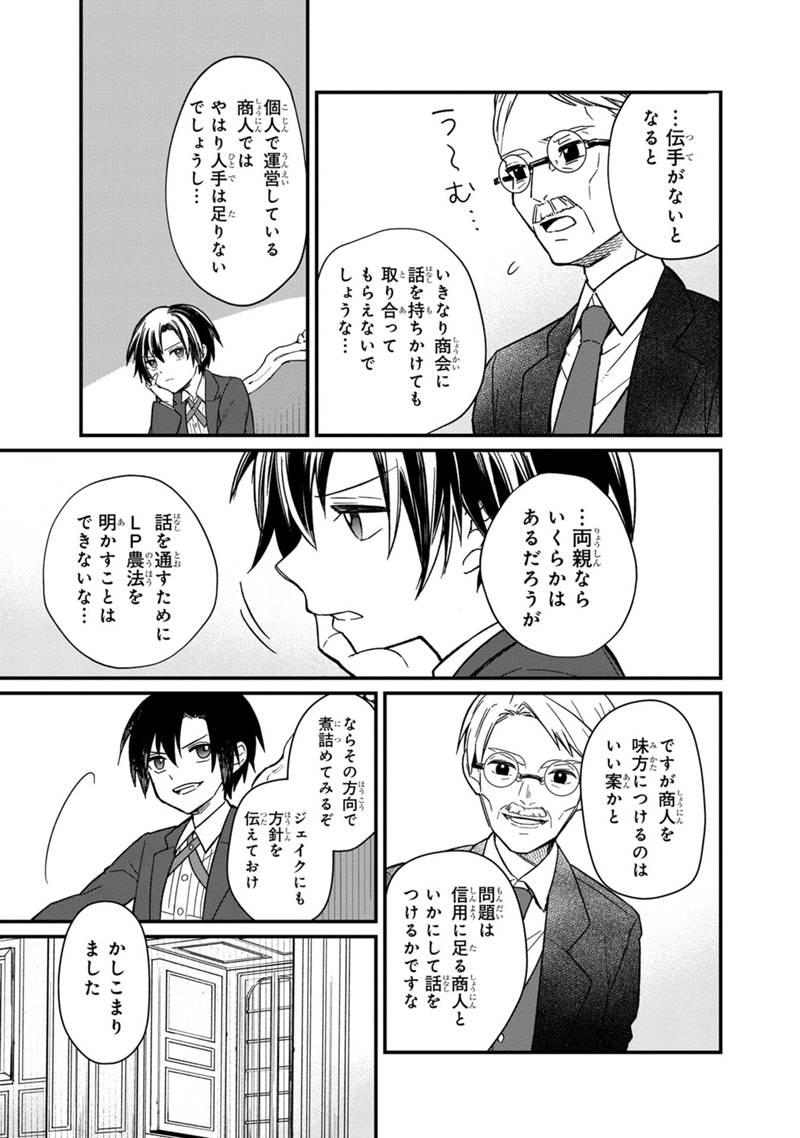 …伝手がないと
なると
う〜む…
いきなり商会に
話を持ちかけても
取り合って
もらえないで
しょうな…
個人で運営している
商人では
やはり人手は足りない
でしょうし…
…両親なら
いくらかは
あるだろうが
話を通すために
LP農法を
明かすことは
できないな…
ですが商人を
味方につけるのは
いい案かと
問題は
信用に足る商人と
いかにして話を
つけるかですな
ならその方向で
煮詰めてみるぞ
ジェイクにも
方針を
伝えておけ
かしこまり
ました